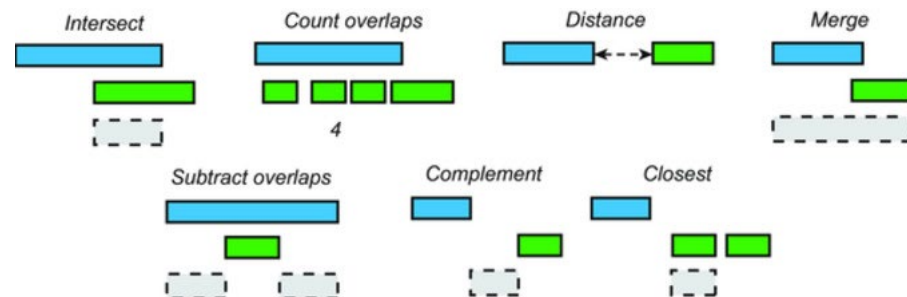 Intersect
Count overlaps
Distance
Merge
4
Subtract overlaps
Complement
Closest